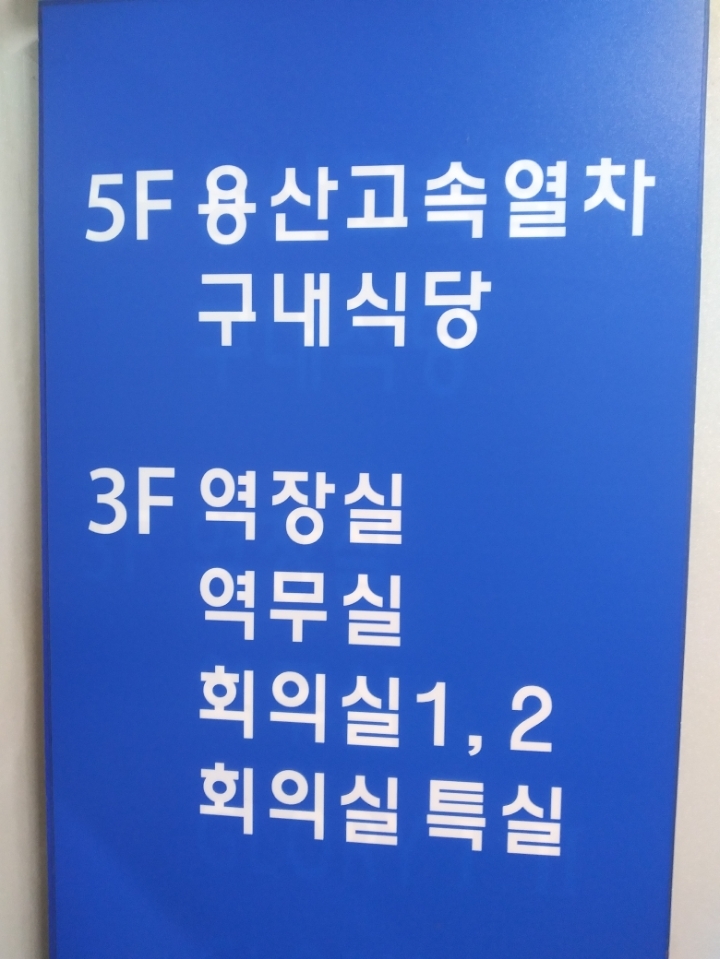 5F 용산고속열차
구내식당
3F 역장실
역무실
회의실1, 2
회의실 특실